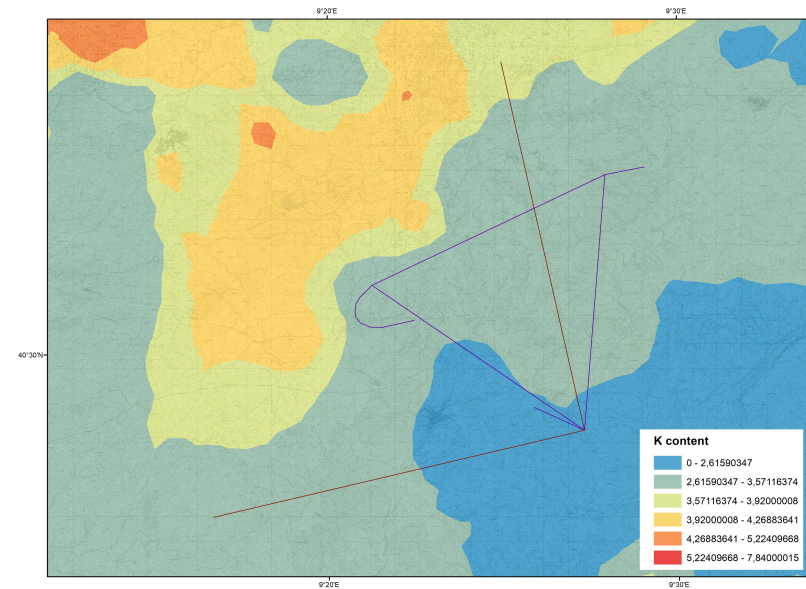 9°20'E
9°30'E
40°30'N
K content
0 - 2,61590347
2,61590347 - 3,57116374
3,57116374 - 3,92000008
3,92000008 - 4,26883641
4,26883641 - 5,22409668
5,22409668 - 7,84000015
9°20'E
9°30'E